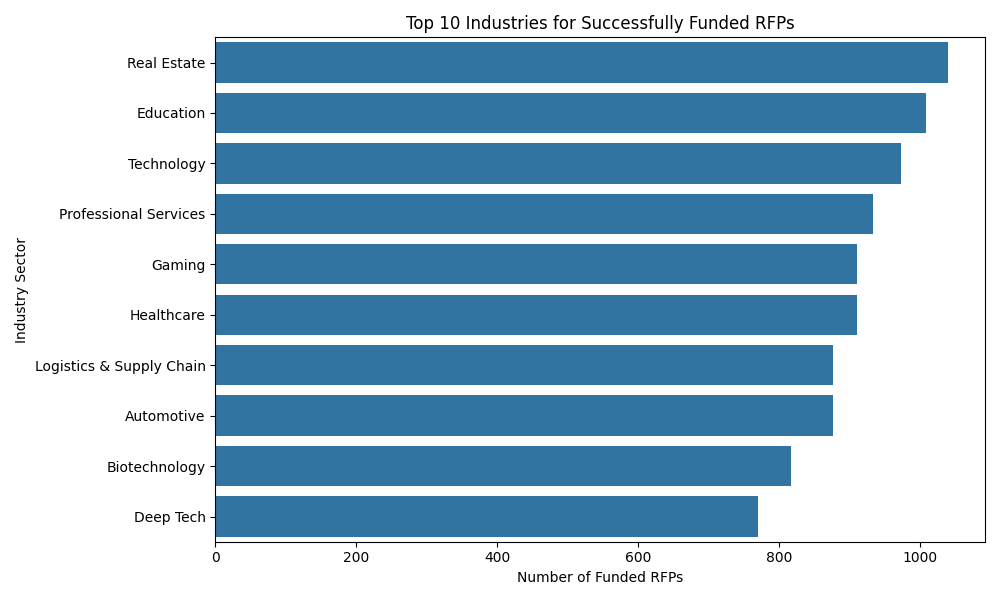 Top 10 Industries for Successfully Funded RFPs
Industry Sector
Real Estate
Education
Technology
Professional Services
Gaming
Healthcare
Logistics & Supply Chain
Automotive
Biotechnology
Deep Tech
0 200 400 600 800 1000
Number of Funded RFPs